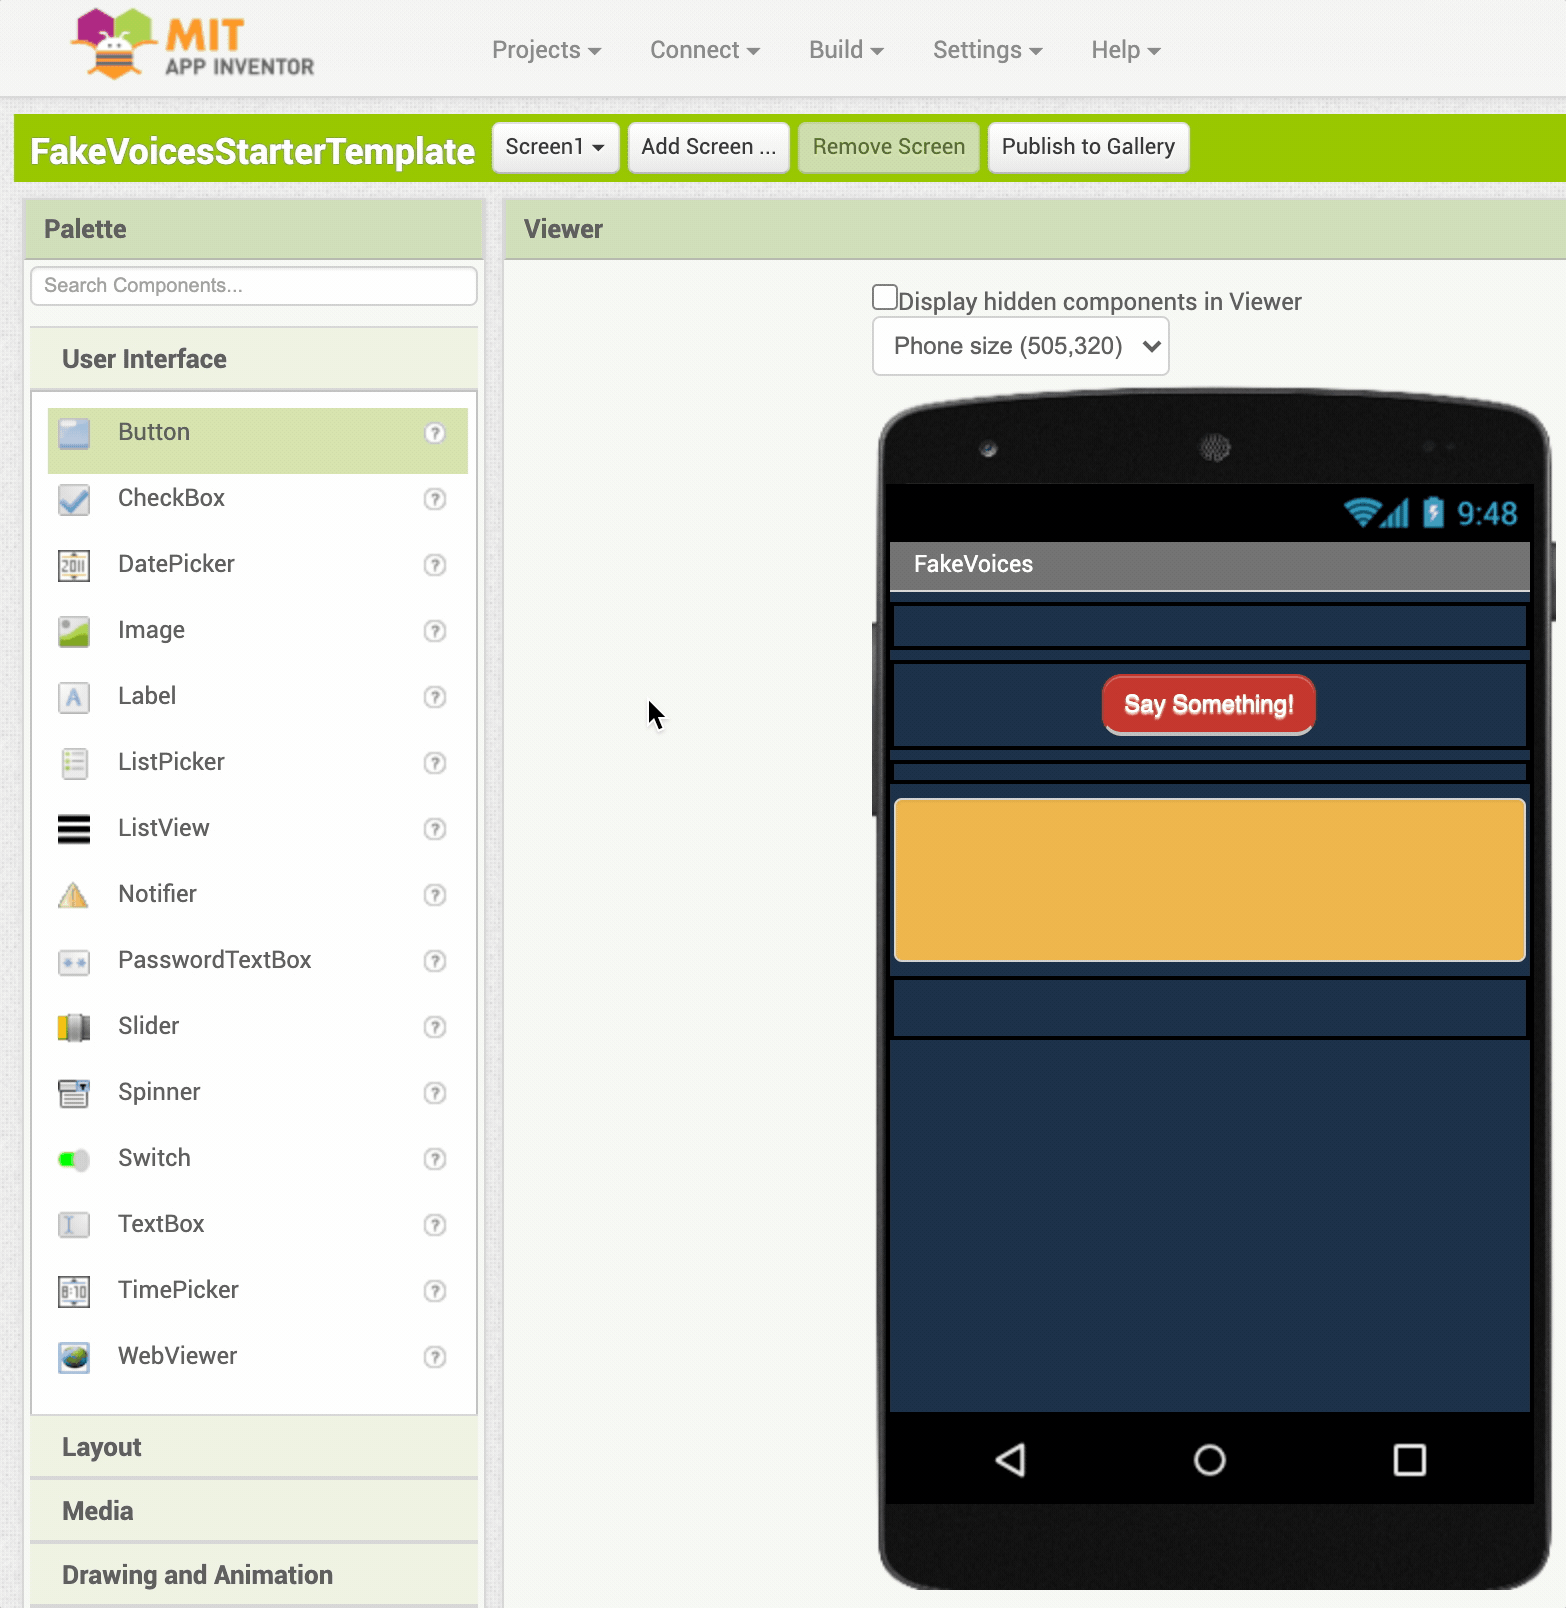 MIT
APP INVENTOR
Projects Connect Build Settings Help
FakeVoicesStarterTemplate Screen1 Add Screen ... Remove Screen Publish to Gallery
Palette
Search Components...
User Interface
Button ?
CheckBox ?
2011 DatePicker ?
Image ?
A Label ?
ListPicker ?
ListView ?
Notifier ?
** PasswordTextBox ?
Slider ?
Spinner ?
Switch ?
TextBox ?
8:10 TimePicker ?
WebViewer ?
Layout
Media
Drawing and Animation
Viewer
Display hidden components in Viewer
Phone size (505,320)
9:48
FakeVoices
Say Something!